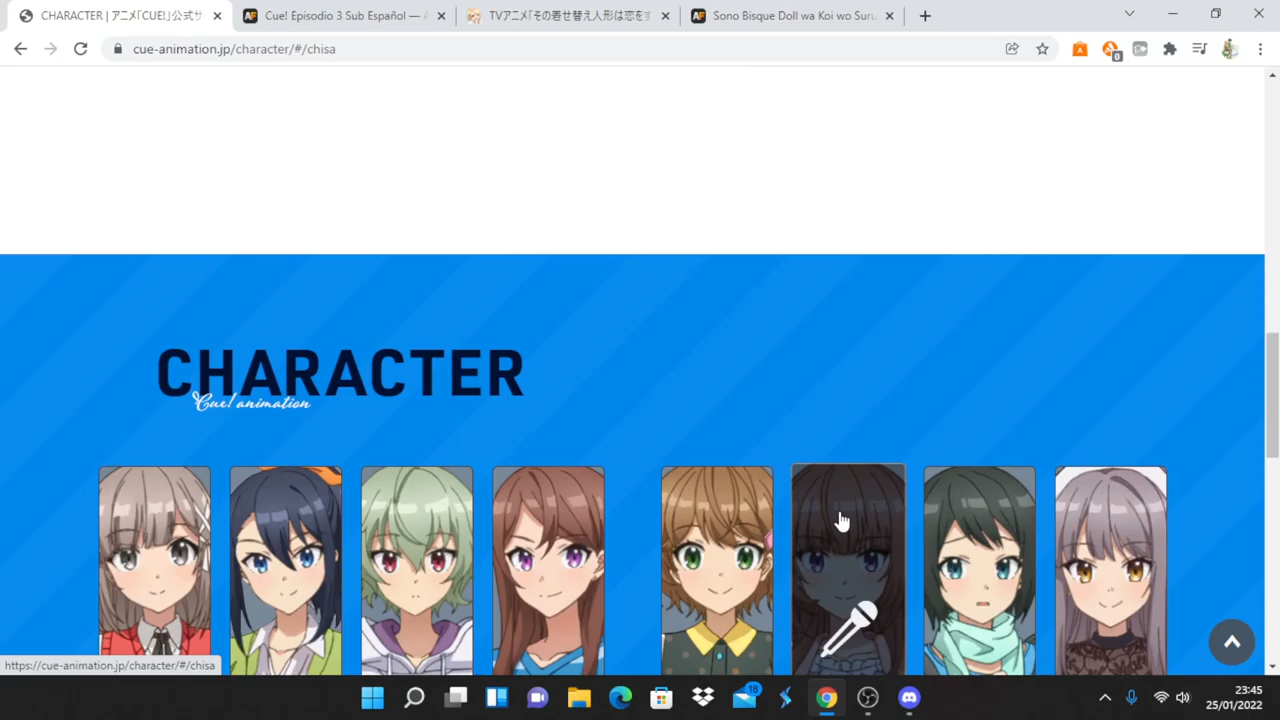 CHARACTER | アニメ「CUE!」公式サ
Cue! Episodio 3 Sub Español — A
TVアニメ「その着せ替え人形は恋をす
Sono Bisque Doll wa Koi wo Suru
cue-animation.jp/character/#/chisa
A
0
CHARACTER
Cue! animation
https://cue-animation.jp/character/#/chisa
18
23:45
25/01/2022